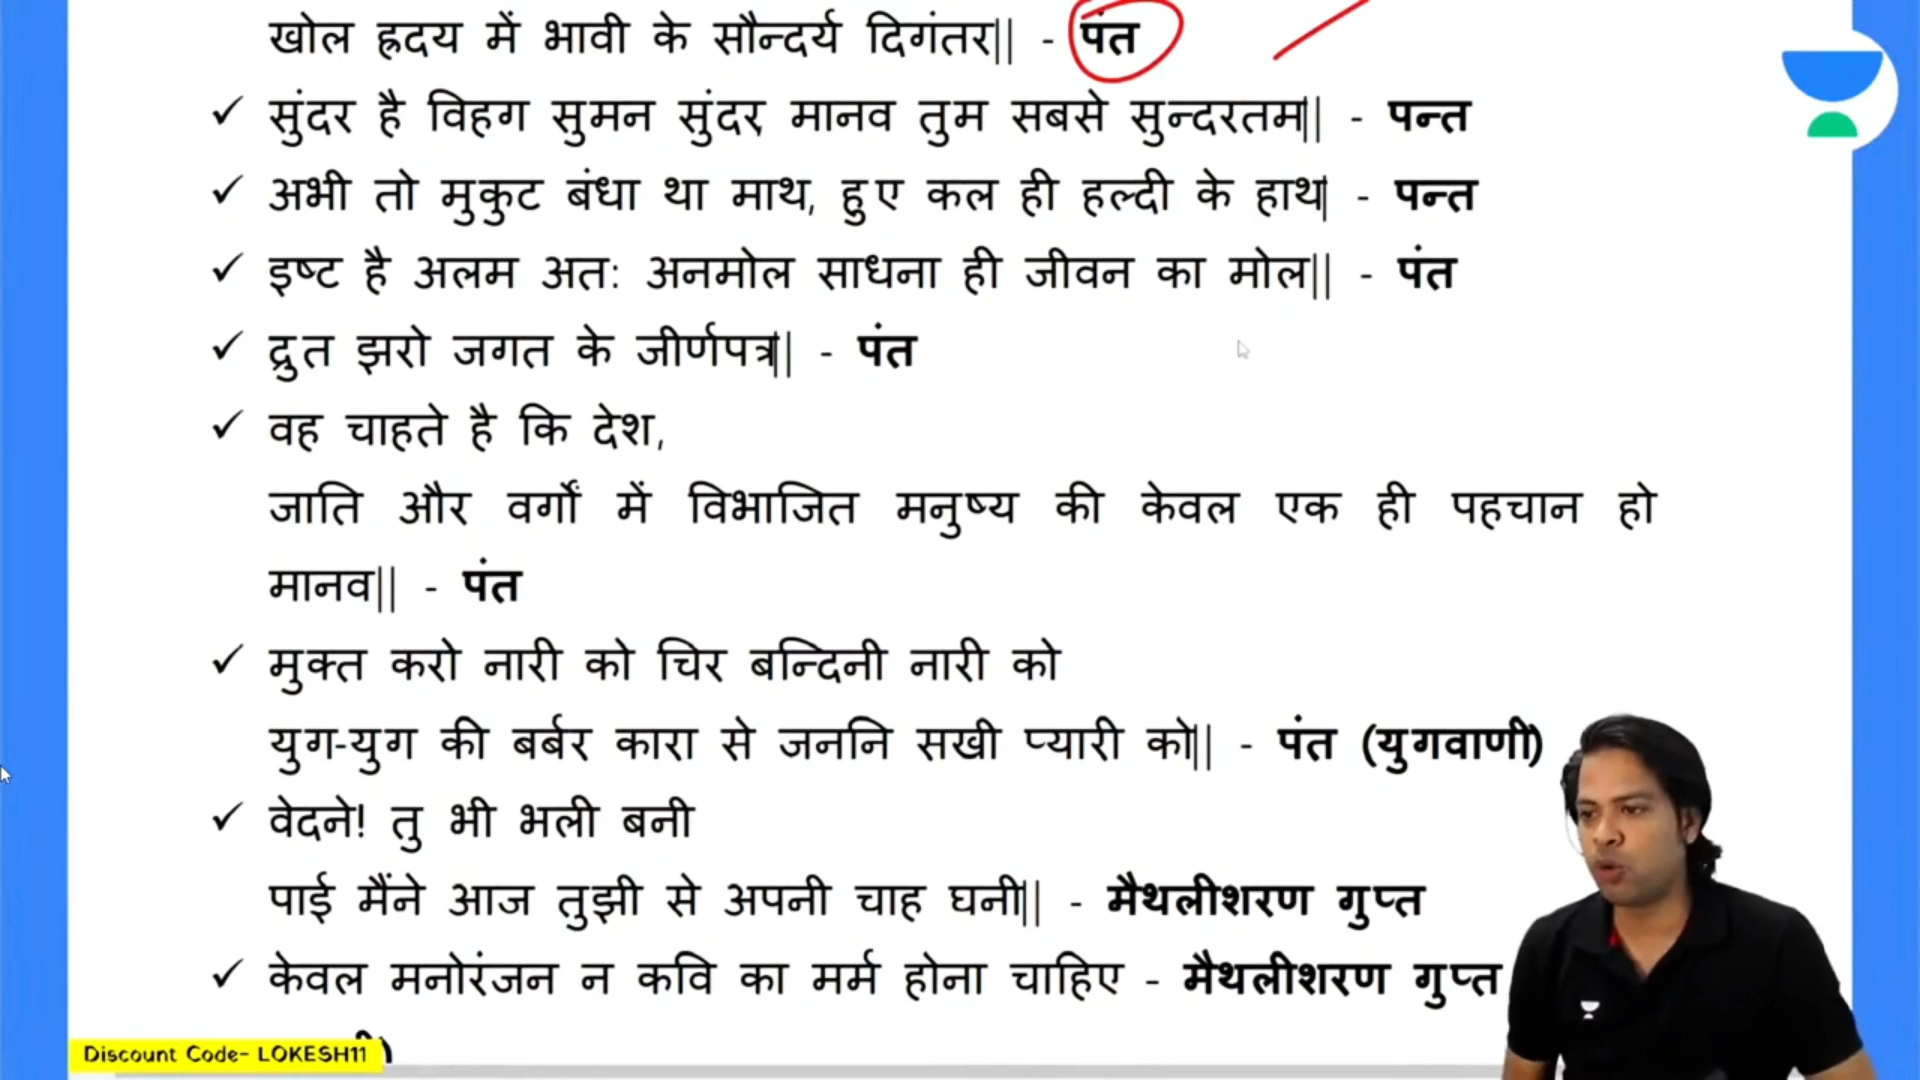 खोल ह्रदय में भावी के सौन्दर्य दिगंतर|| - पंत
✓ सुंदर है विहग सुमन सुंदर, मानव तुम सबसे सुन्दरतम|| - पन्त
✓ अभी तो मुकुट बंधा था माथ, हुए कल ही हल्दी के हाथ| - पन्त
✓ इष्ट है अलम अत: अनमोल साधना ही जीवन का मोल|| - पंत
✓ द्रुत झरो जगत के जीर्णपत्र|| - पंत
✓ वह चाहते है कि देश,
जाति और वर्गों में विभाजित मनुष्य की केवल एक ही पहचान हो
मानव|| - पंत
✓ मुक्त करो नारी को चिर बन्दिनी नारी को
युग-युग की बर्बर कारा से जननि सखी प्यारी को|| - पंत (युगवाणी)
✓ वेदने! तु भी भली बनी
पाई मैंने आज तुझी से अपनी चाह घनी|| - मैथलीशरण गुप्त
✓ केवल मनोरंजन न कवि का मर्म होना चाहिए - मैथलीशरण गुप्त
Discount Code- LOKESH11